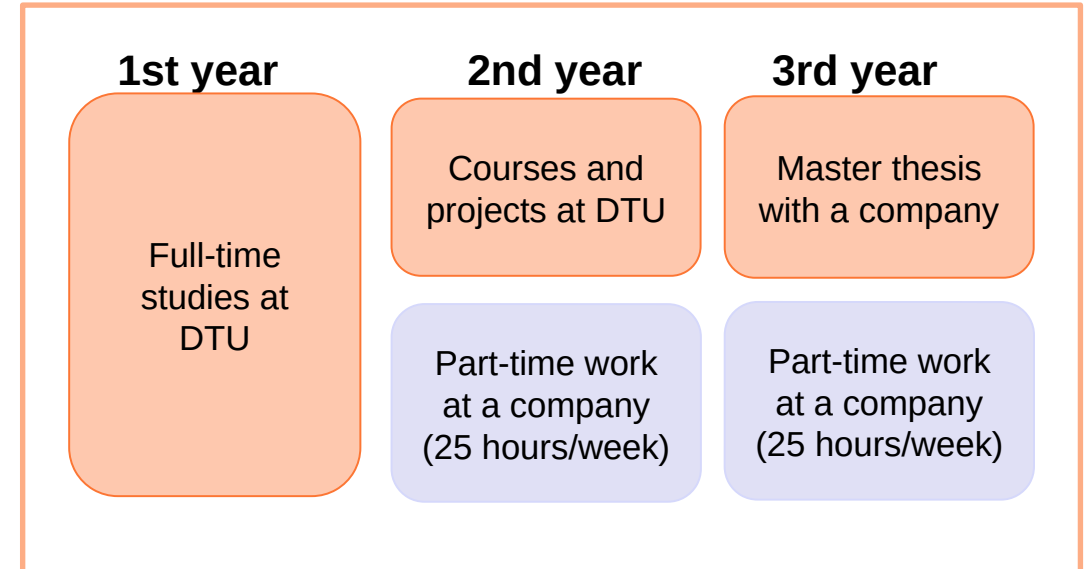 1st year
Full-time
studies at
DTU
2nd year
Courses and
projects at DTU
Part-time work
at a company
(25 hours/week)
3rd year
Master thesis
with a company
Part-time work
at a company
(25 hours/week)